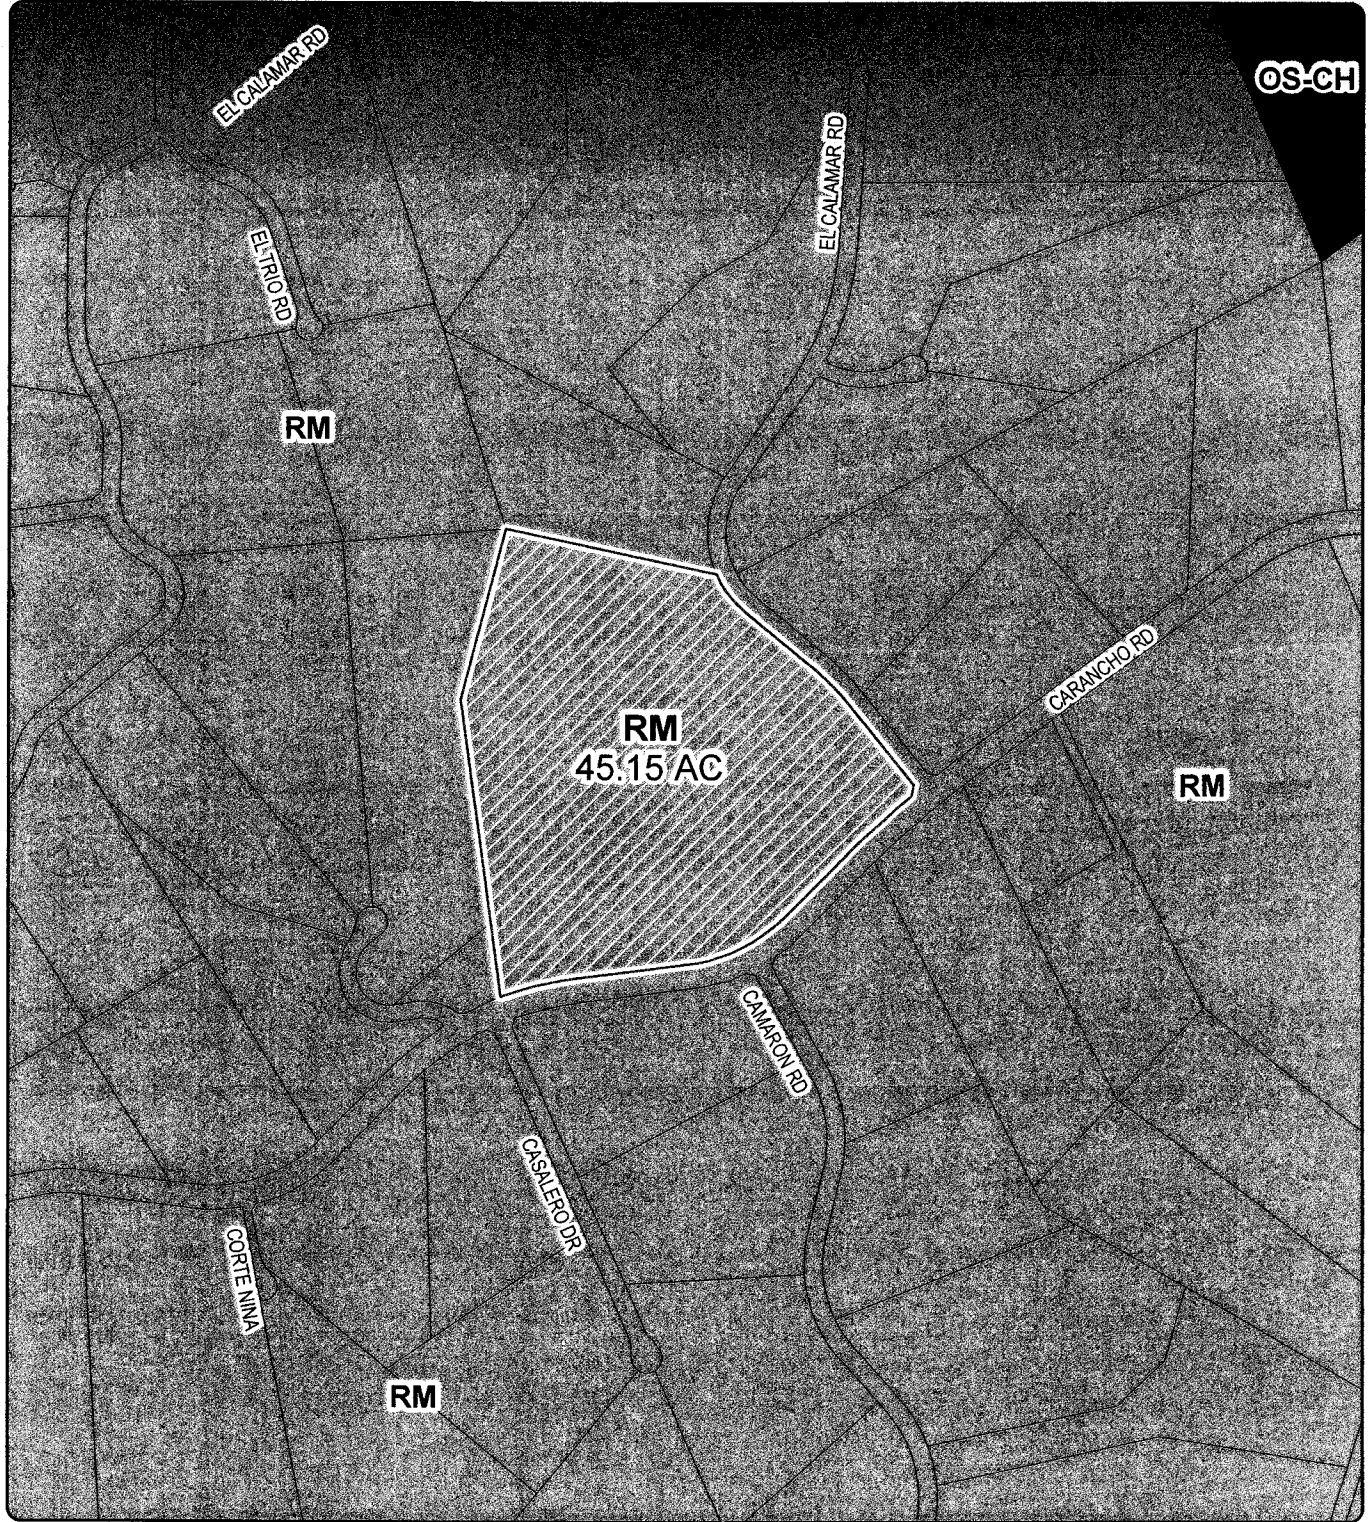 EL CALAMAR RD
OS-CH
EL CALAMAR RD
EL TRIO RD
RM
CARANCHO RD
RM
45.15 AC
RM
CAMARON RD
CASALERO DR
CORTE NINA
RM